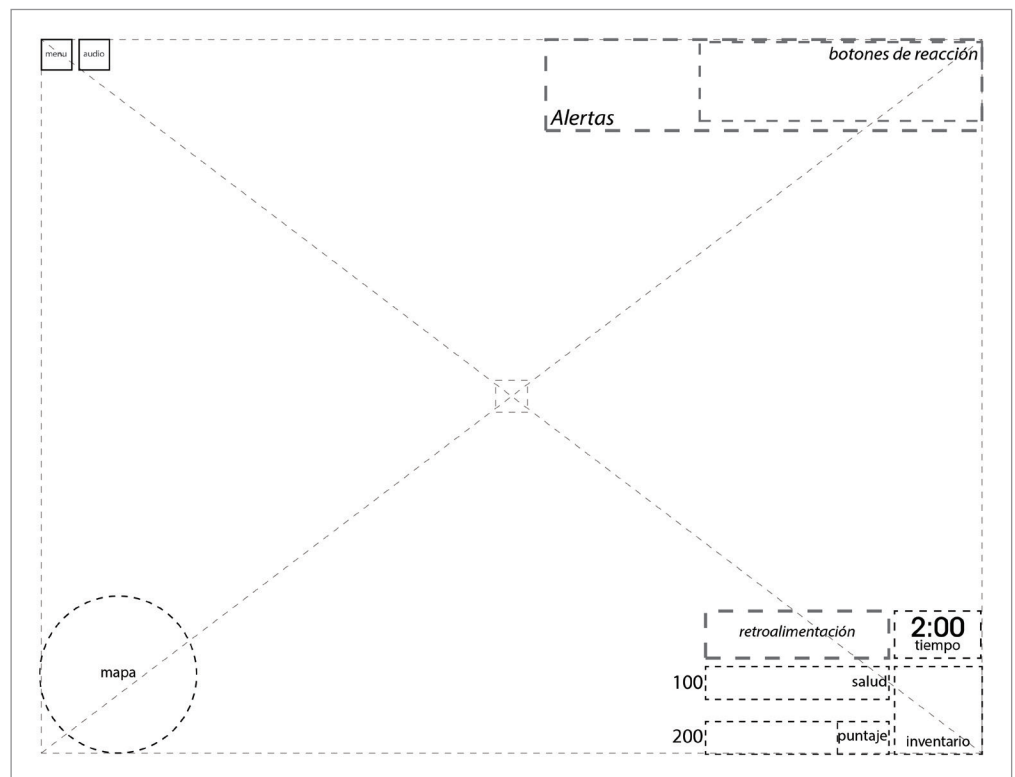 menu
audio
botones de reacción
Alertas
mapa
retroalimentación
2:00
tiempo
100
salud
200
puntaje
inventario